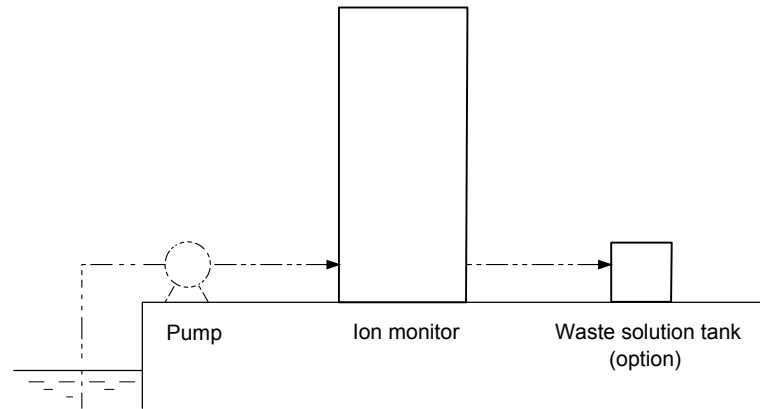 Pump
Ion monitor
Waste solution tank
(option)